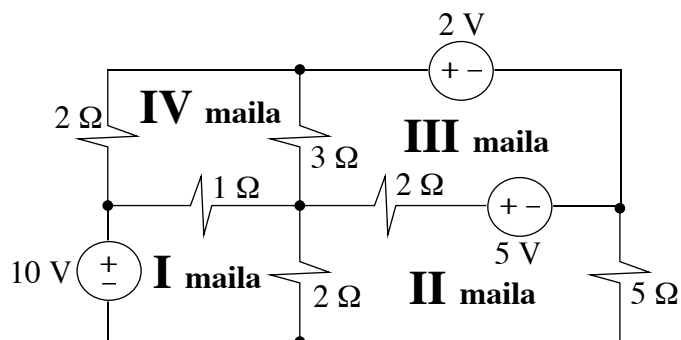 2 V
+ −
2 Ω
IV maila
3 Ω
III maila
1 Ω
2 Ω
+ −
5 V
10 V
+
−
I maila
2 Ω
II maila
5 Ω